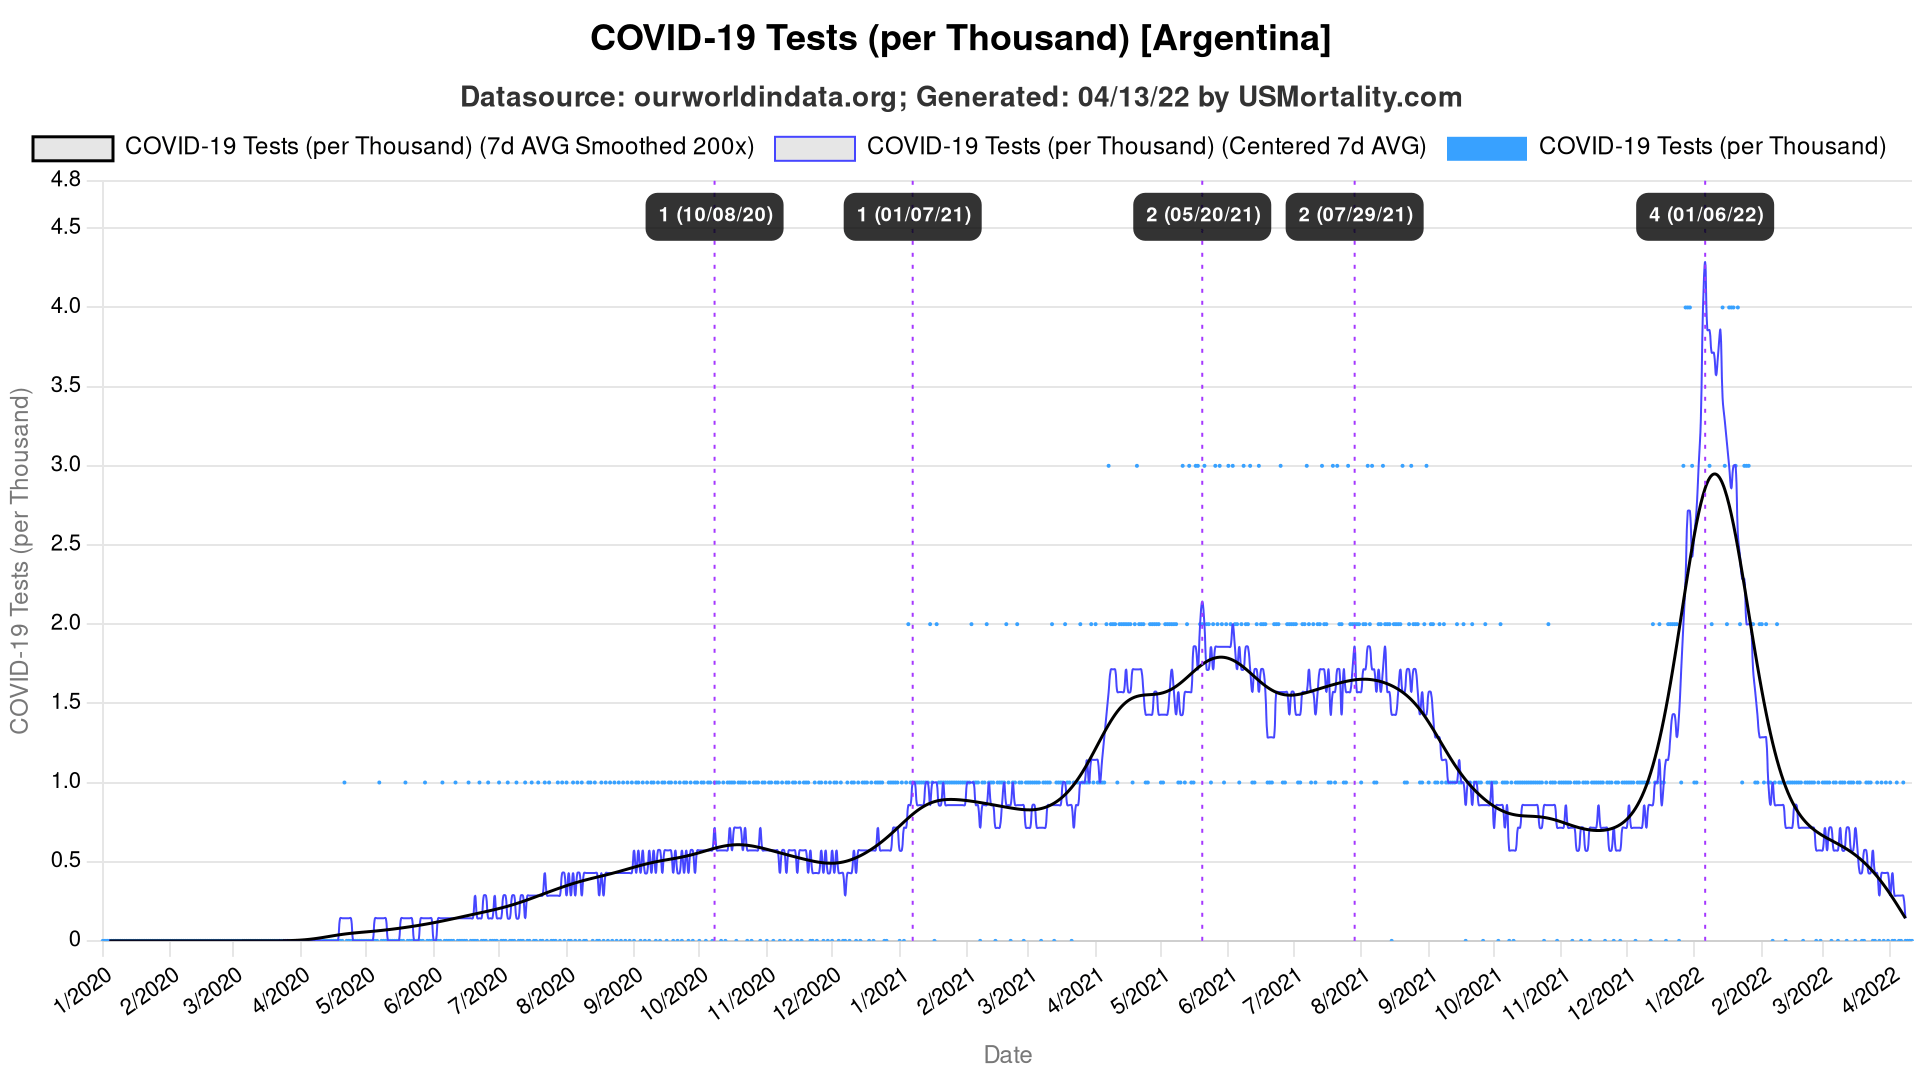 COVID-19 Tests (per Thousand) [Argentina]
Datasource: ourworldindata.org; Generated: 04/13/22 by USMortality.com
COVID-19 Tests (per Thousand) (7d AVG Smoothed 200x) COVID-19 Tests (per Thousand) (Centered 7d AVG) COVID-19 Tests (per Thousand)
1 (10/08/20) 1 (01/07/21) 2 (05/20/21) 2 (07/29/21) 4 (01/06/22)
COVID-19 Tests (per Thousand)
4.8
4.5
4.0
3.5
3.0
2.5
2.0
1.5
1.0
0.5
0
1/2020 2/2020 3/2020 4/2020 5/2020 6/2020 7/2020 8/2020 9/2020 10/2020 11/2020 12/2020 1/2021 2/2021 3/2021 4/2021 5/2021 6/2021 7/2021 8/2021 9/2021 10/2021 11/2021 12/2021 1/2022 2/2022 3/2022 4/2022
Date